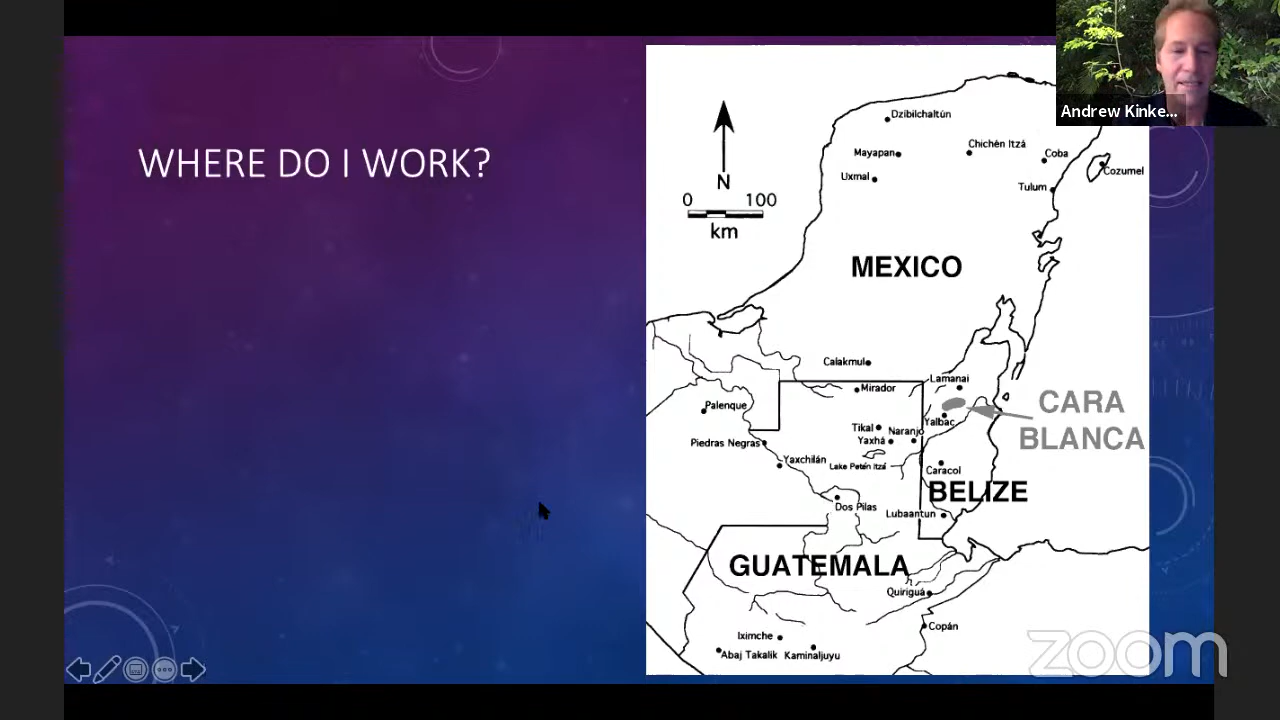 WHERE DO I WORK?
Andrew Kinke...
N
0 100
km
Dzibilchaltún
Mayapan
Chichén Itzá
Coba
Cozumel
Uxmal
Tulum
MEXICO
Calakmul
Mirador
Lamanai
CARA
BLANCA
Palenque
Yalbac
Tikal
Naranjo
Yaxhá
Piedras Negras
Yaxchilán
Lake Petén Itzá
Caracol
BELIZE
Dos Pilas
Lubaantun
GUATEMALA
Quiriguá
Copán
Iximche
Abaj Takalik
Kaminaljuyu
zoom